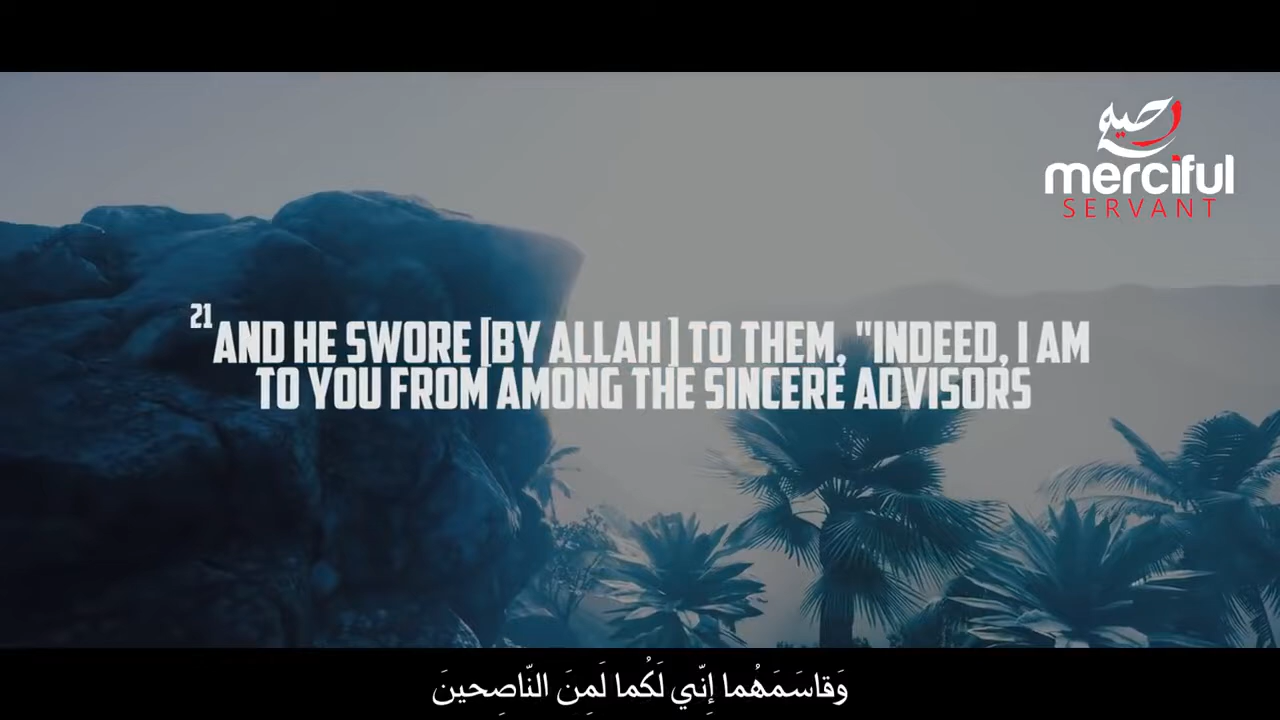 رحيم
merciful
SERVANT
21 AND HE SWORE [BY ALLAH ] TO THEM, "INDEED, I AM
TO YOU FROM AMONG THE SINCERE ADVISORS
وَقاسَمَهُما إِنّي لَكُما لَمِنَ النّاصِحينَ